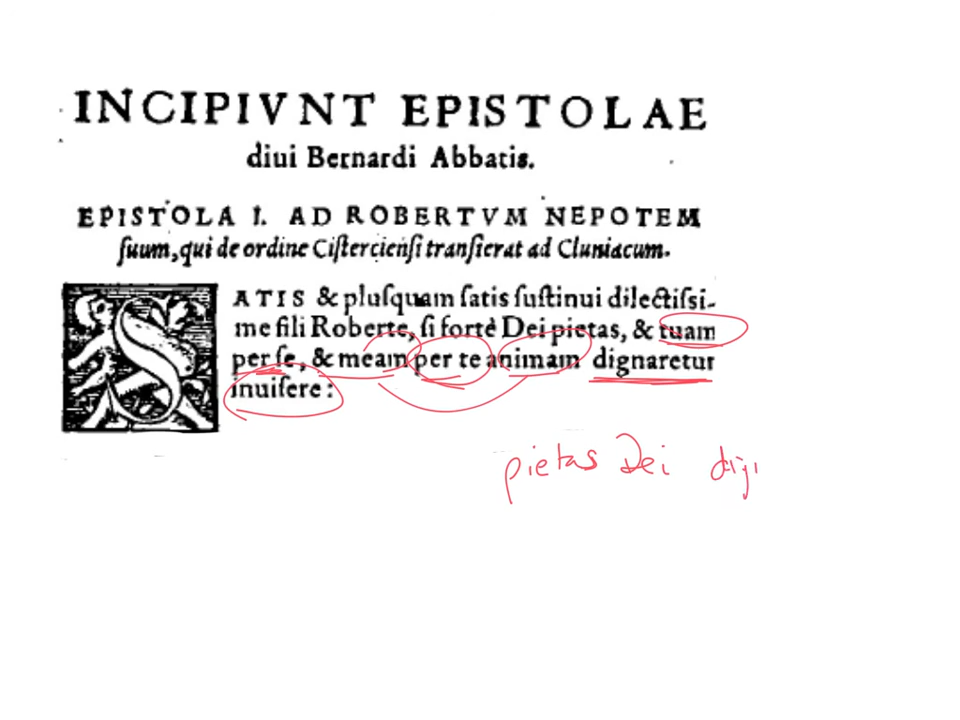 INCIPIVNT EPISTOLAE
diui Bernardi Abbatis.
EPISTOLA I. AD ROBERTVM NEPOTEM
ſuum, qui de ordine Ciſtercienſi tranſierat ad Cluniacum.
SATIS & pluſquam ſatis ſuſtinui dilectiſsi-
me fili Roberte, ſi fortè Dei pietas, & tuam
per ſe, & meam per te animam dignaretur
inuiſere:
pietas Dei dig